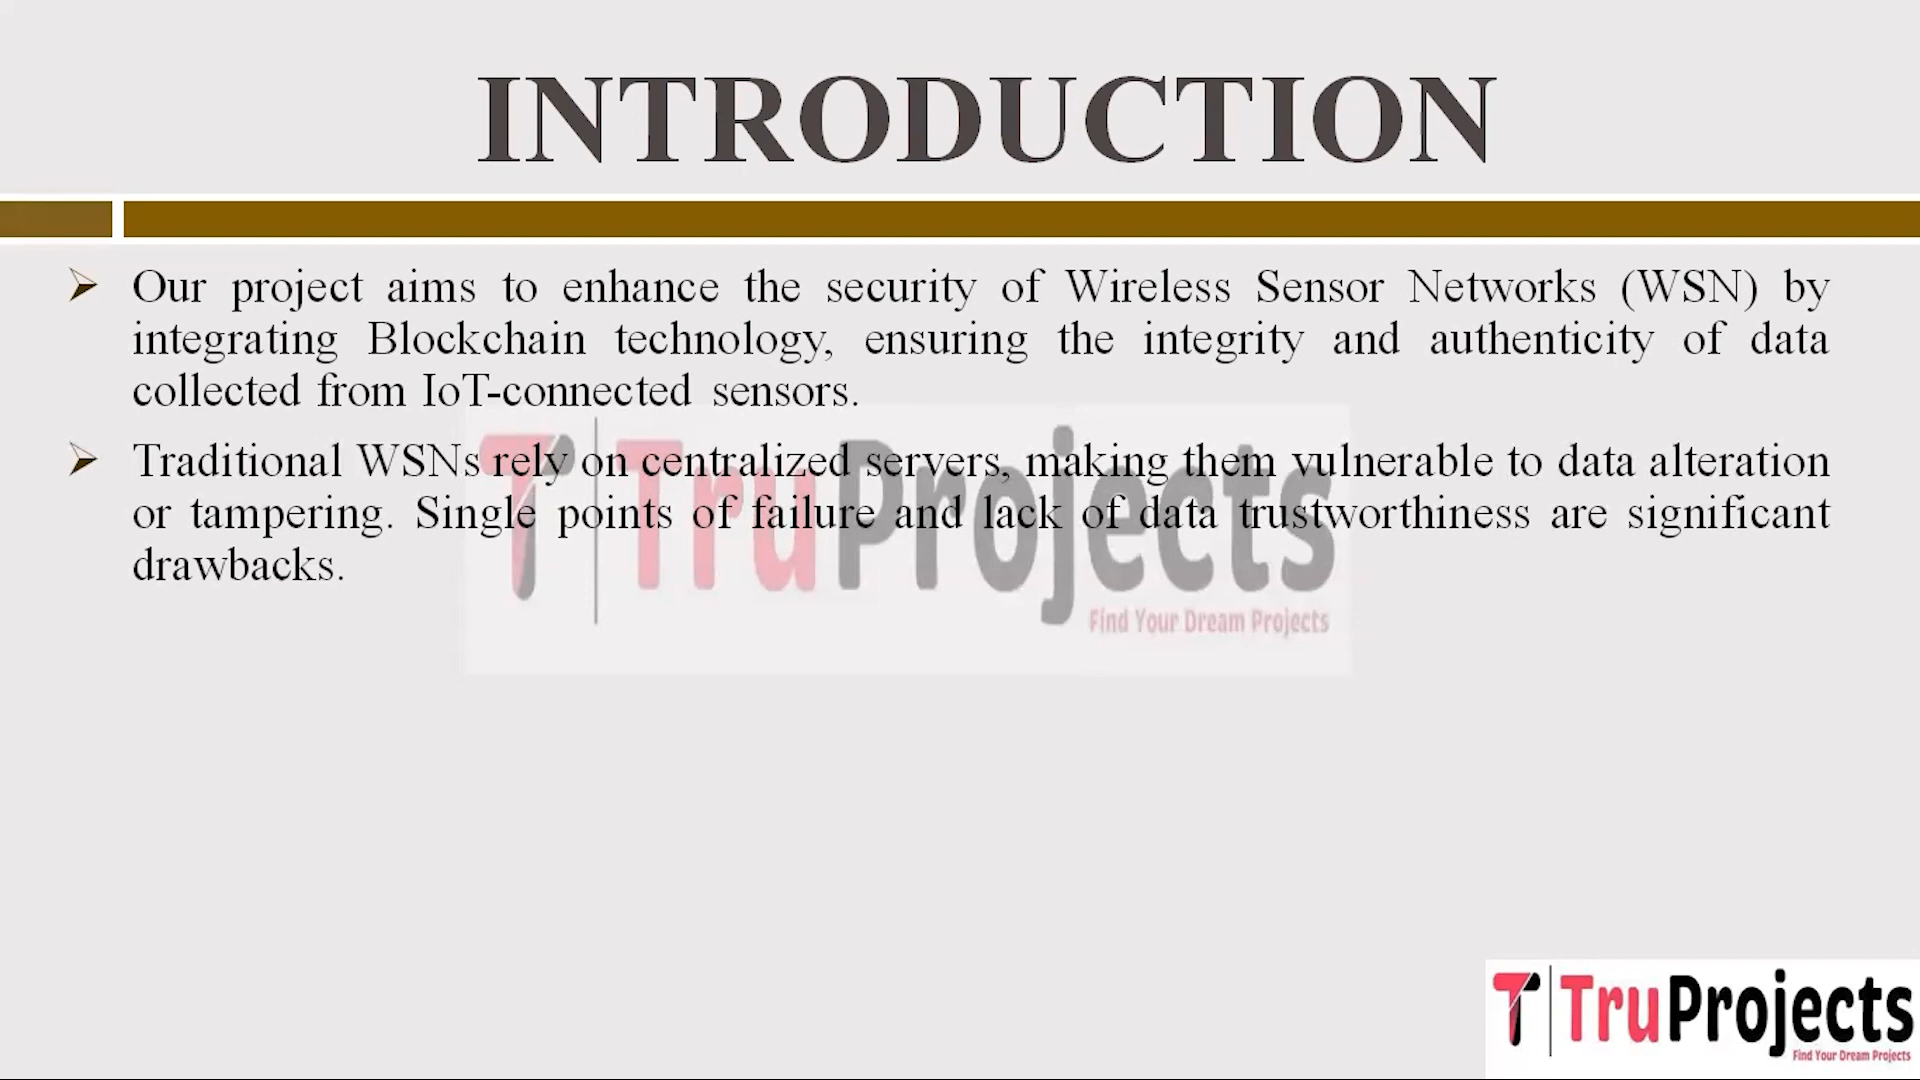 INTRODUCTION
Our project aims to enhance the security of Wireless Sensor Networks (WSN) by
integrating Blockchain technology, ensuring the integrity and authenticity of data
collected from IoT-connected sensors.
Traditional WSNs rely on centralized servers, making them vulnerable to data alteration
or tampering. Single points of failure and lack of data trustworthiness are significant
drawbacks.
TruProjects
Find Your Dream Projects
TruProjects
Find Your Dream Projects